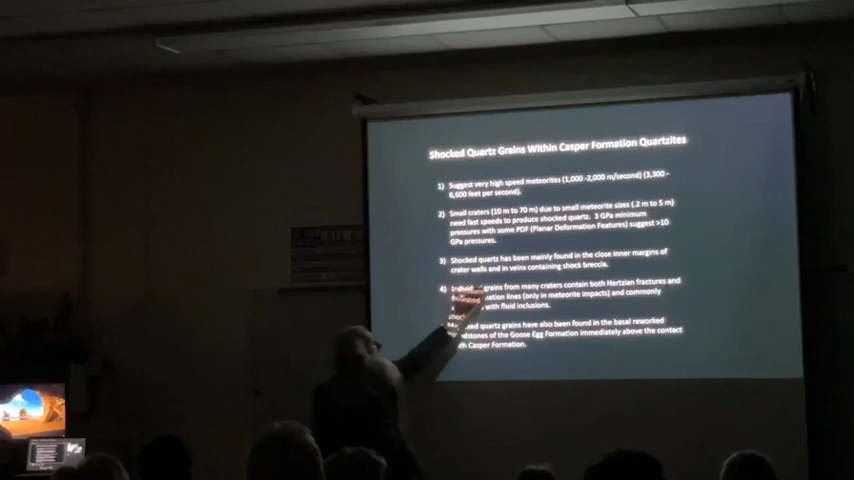 Shocked Quartz Grains Within Casper Formation Quartzites
1) Suggest very high speed meteorites (1,000 -2,000 m/second) (3,300 -
6,600 feet per second).
2) Small craters (10 m to 70 m) due to small meteorite sizes (.2 m to 5 m)
need fast speeds to produce shocked quartz. 3 GPa minimum
pressures with some PDF (Planar Deformation Features) suggest >10
GPa pressures.
3) Shocked quartz has been mainly found in the close inner margins of
crater walls and in veins containing shock breccia.
4) grains from many craters contain both Hertzian fractures and
lines (only in meteorite impacts) and commonly
with fluid inclusions.
quartz grains have also been found in the basal reworked
of the Goose Egg Formation immediately above the contact
Casper Formation.